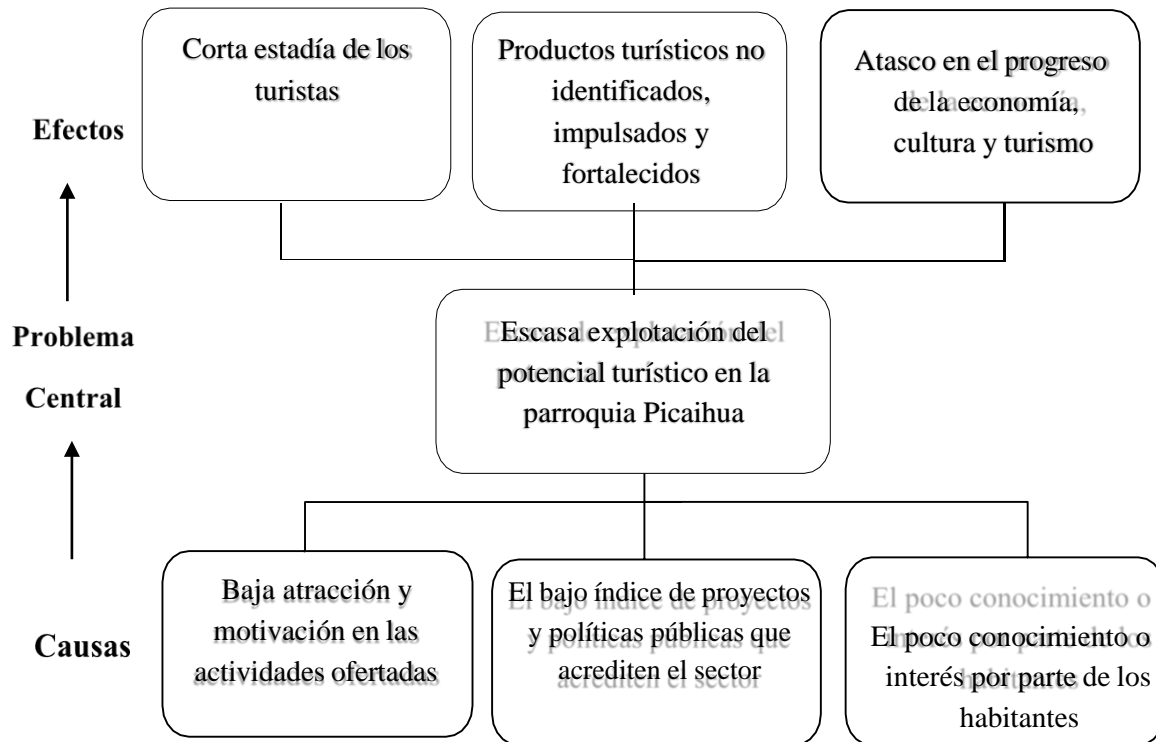 Corta estadía de los
turistas
Productos turísticos no
identificados,
impulsados y
fortalecidos
Atasco en el progreso
de la economía,
cultura y turismo
Efectos
Problema
Central
Escasa explotación del
potencial turístico en la
parroquia Picaihua
Causas
Baja atracción y
motivación en las
actividades ofertadas
El bajo índice de proyectos
y políticas públicas que
acrediten el sector
El poco conocimiento o
interés por parte de los
habitantes